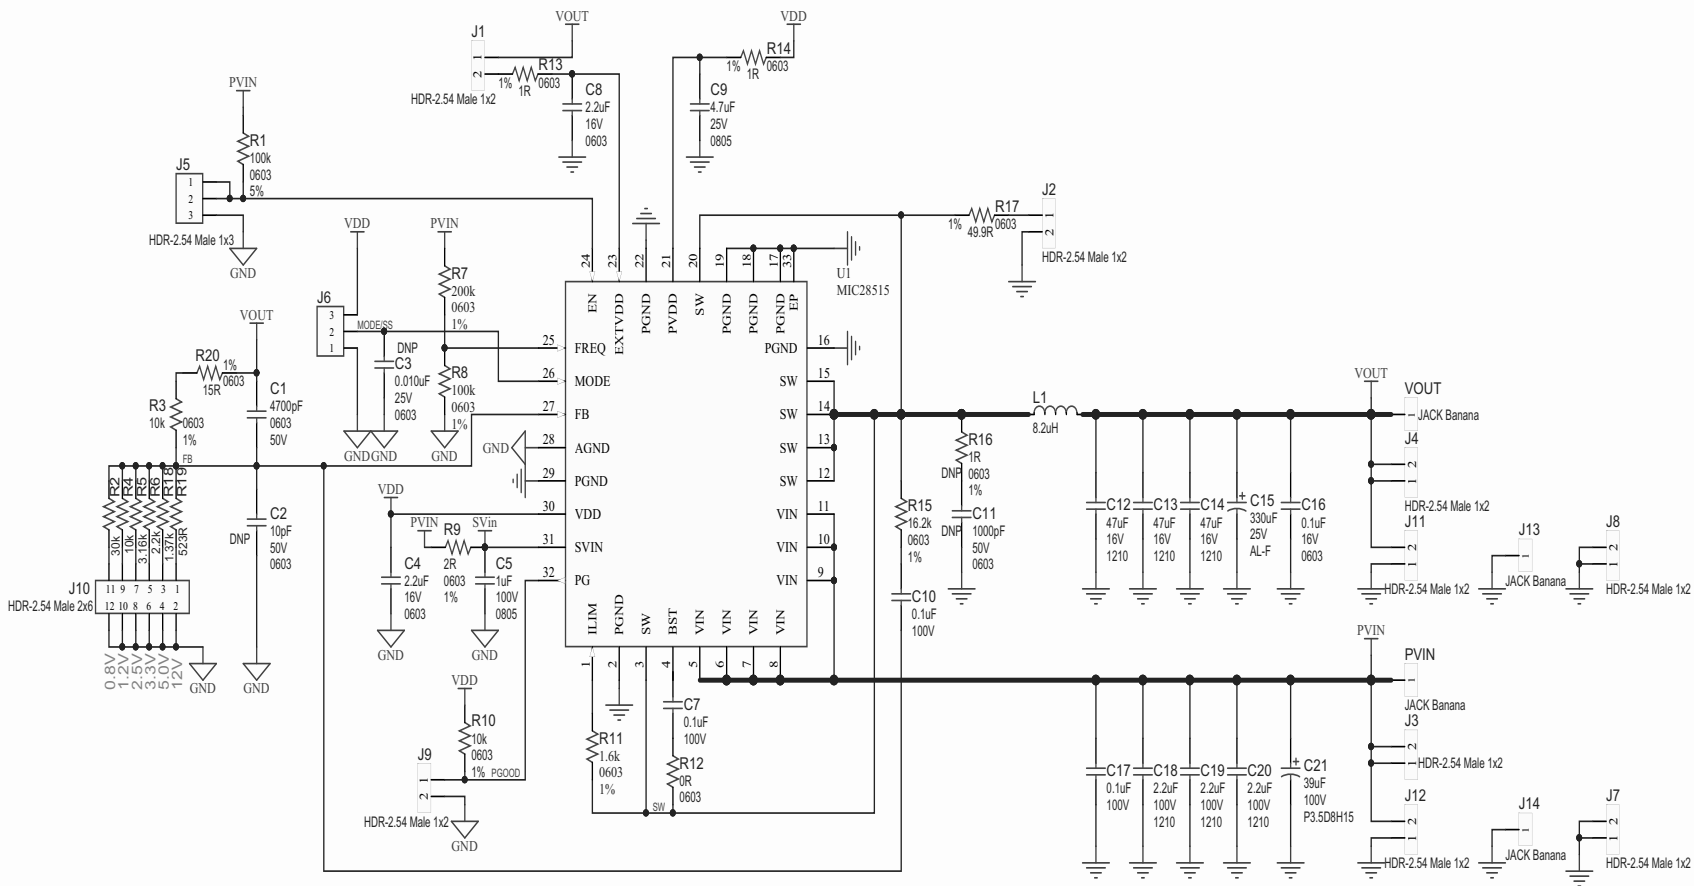 J1
HDR-2.54 Male 1x2
1
2
VOUT
R13
0603
1%
1R
C8
2.2uF
16V
0603
VDD
R14
0603
1%
1R
C9
4.7uF
25V
0805
PVIN
R1
100k
0603
5%
J5
1
2
3
HDR-2.54 Male 1x3
GND
VDD
PVIN
J6
3
2
1
MODE/SS
R7
200k
0603
1%
DNP
C3
0.010uF
25V
0603
R8
100k
0603
1%
GND
GND
GND
VOUT
R20
1%
0603
15R
R3
10k
0603
1%
C1
4700pF
0603
50V
FB
R2
R4
R5
R6
R18
R19
30k
10k
3.16k
2.2k
1.37k
523R
C2
10pF
50V
0603
DNP
J10
HDR-2.54 Male 2x6
11 9 7 5 3 1
12 10 8 6 4 2
0.8V
1.2V
2.5V
3.3V
5.0V
12V
GND
GND
VDD
PVIN
SVin
R9
2R
0603
1%
C4
2.2uF
16V
0603
C5
1uF
100V
0805
GND
GND
VDD
R10
10k
0603
1%
PGOOD
J9
1
2
HDR-2.54 Male 1x2
GND
24
23
22
21
20
19
18
17
33
EN
EXTVDD
PGND
PVDD
SW
PGND
PGND
PGND
EP
U1
MIC28515
25
FREQ
26
MODE
27
FB
GND
28
AGND
29
PGND
30
VDD
31
SVIN
32
PG
PGND
16
SW
15
SW
14
SW
13
SW
12
VIN
11
VIN
10
VIN
9
ILIM
PGND
SW
BST
VIN
VIN
VIN
VIN
1
2
3
4
5
6
7
8
R11
1.6k
0603
1%
C7
0.1uF
100V
R12
0R
0603
SW
R17
0603
1%
49.9R
J2
1
2
HDR-2.54 Male 1x2
R15
16.2k
0603
1%
C10
0.1uF
100V
R16
1R
0603
1%
DNP
C11
1000pF
50V
0603
DNP
L1
8.2uH
C12
47uF
16V
1210
C13
47uF
16V
1210
C14
47uF
16V
1210
+
C15
330uF
25V
AL-F
C16
0.1uF
16V
0603
VOUT
VOUT
1
JACK Banana
J4
2
1
HDR-2.54 Male 1x2
J11
2
1
HDR-2.54 Male 1x2
J13
1
JACK Banana
J8
2
1
HDR-2.54 Male 1x2
C17
0.1uF
100V
C18
2.2uF
100V
1210
C19
2.2uF
100V
1210
C20
2.2uF
100V
1210
+
C21
39uF
100V
P3.5D8H15
PVIN
PVIN
1
JACK Banana
J3
2
1
HDR-2.54 Male 1x2
J12
2
1
HDR-2.54 Male 1x2
J14
1
JACK Banana
J7
2
1
HDR-2.54 Male 1x2